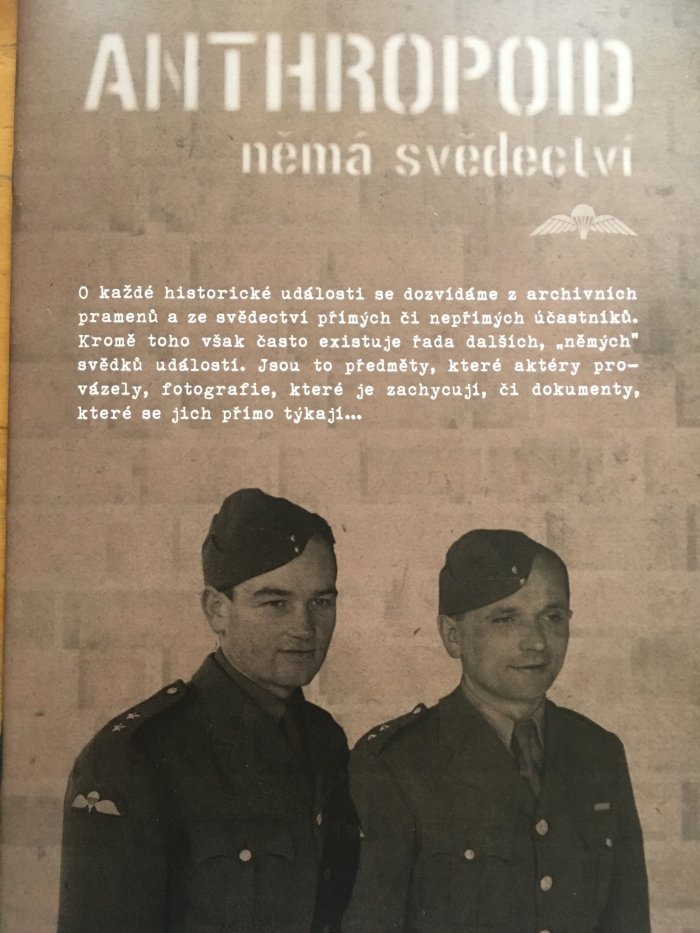 ANTHROPOID
němá svědectví
O každé historické události se dozvídáme z archivních
pramenů a ze svědectví přímých či nepřímých účastníků.
Kromě toho však často existuje řada dalších, „němých"
svědků událostí. Jsou to předměty, které aktéry pro-
vázely, fotografie, které je zachycují, či dokumenty,
které se jich přímo týkají...